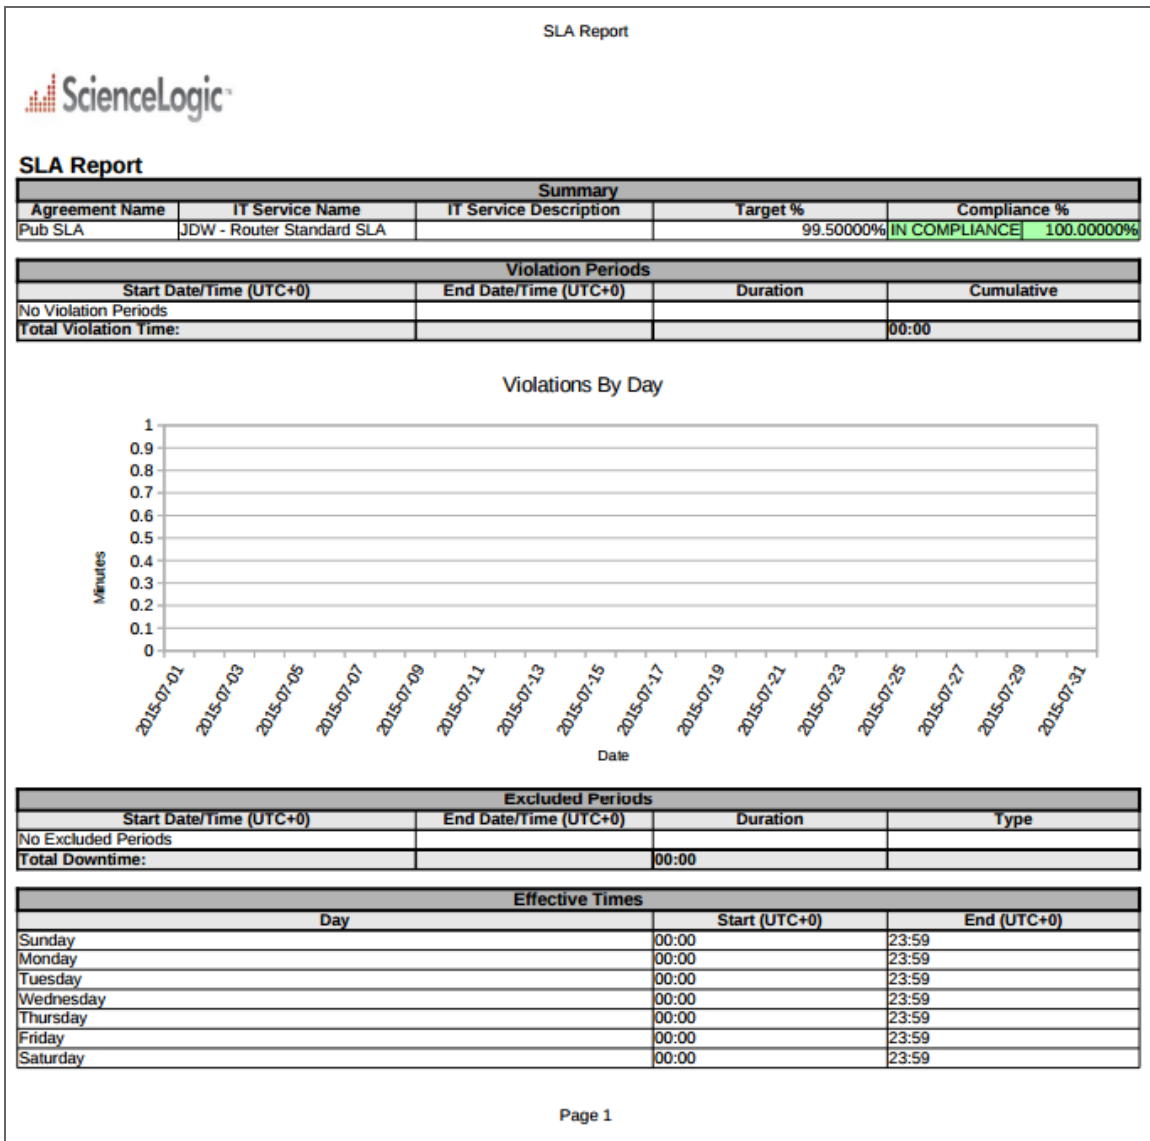 SLA Report
ScienceLogic™
SLA Report
Summary
Agreement Name IT Service Name IT Service Description Target % Compliance %
Pub SLA JDW - Router Standard SLA 99.50000% IN COMPLIANCE 100.00000%
Violation Periods
Start Date/Time (UTC+0) End Date/Time (UTC+0) Duration Cumulative
No Violation Periods
Total Violation Time: 00:00
Violations By Day
1
0.9
0.8
0.7
0.6
0.5
0.4
0.3
0.2
0.1
0
Minutes
2015-07-01 2015-07-03 2015-07-05 2015-07-07 2015-07-09 2015-07-11 2015-07-13 2015-07-15 2015-07-17 2015-07-19 2015-07-21 2015-07-23 2015-07-25 2015-07-27 2015-07-29 2015-07-31
Date
Excluded Periods
Start Date/Time (UTC+0) End Date/Time (UTC+0) Duration Type
No Excluded Periods
Total Downtime: 00:00
Effective Times
Day Start (UTC+0) End (UTC+0)
Sunday 00:00 23:59
Monday 00:00 23:59
Tuesday 00:00 23:59
Wednesday 00:00 23:59
Thursday 00:00 23:59
Friday 00:00 23:59
Saturday 00:00 23:59
Page 1